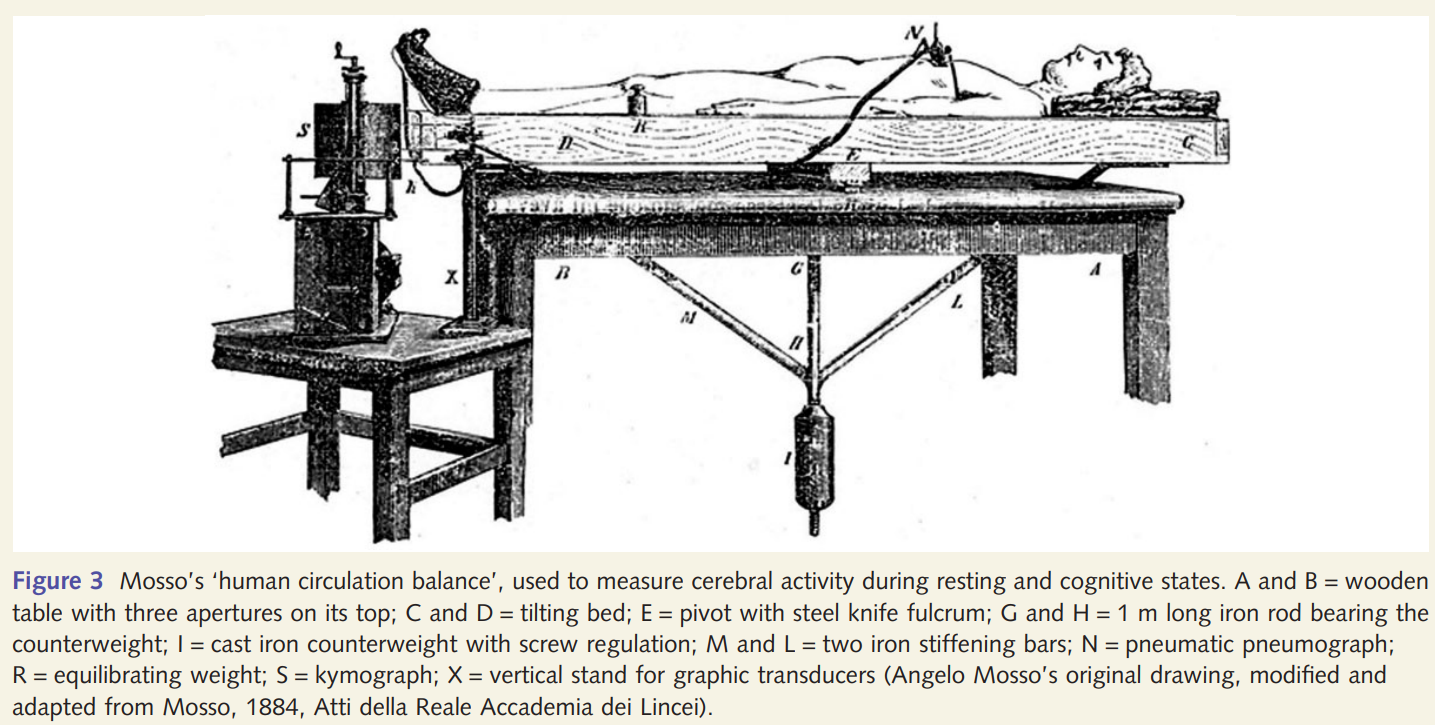 N
S
R
D
E
C
h
X
B
G
A
L
M
H
I
Figure 3 Mosso's 'human circulation balance', used to measure cerebral activity during resting and cognitive states. A and B = wooden
table with three apertures on its top; C and D = tilting bed; E = pivot with steel knife fulcrum; G and H = 1 m long iron rod bearing the
counterweight; I = cast iron counterweight with screw regulation; M and L = two iron stiffening bars; N = pneumatic pneumograph;
R = equilibrating weight; S = kymograph; X = vertical stand for graphic transducers (Angelo Mosso's original drawing, modified and
adapted from Mosso, 1884, Atti della Reale Accademia dei Lincei).